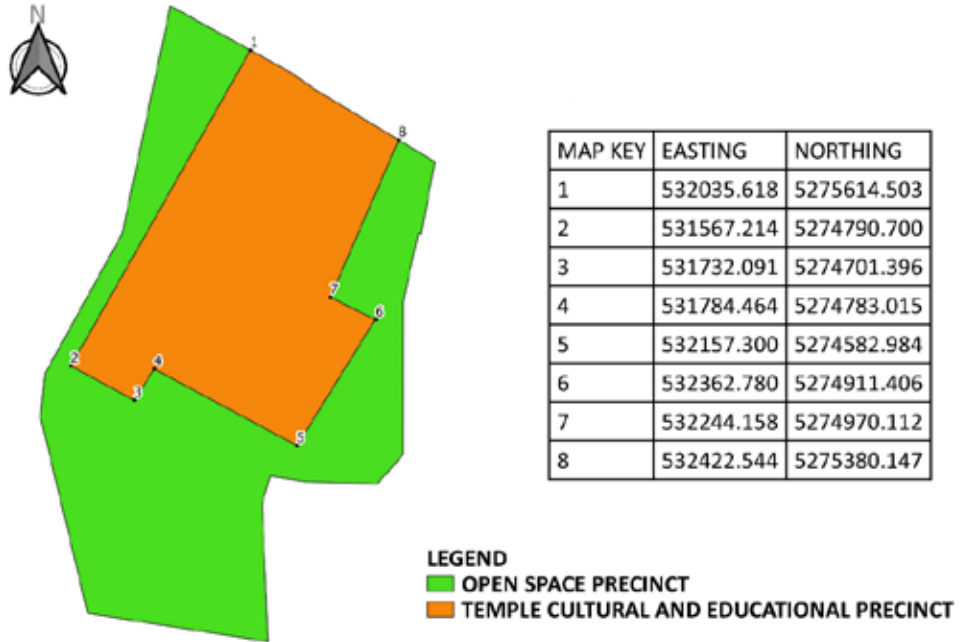 N
1
8
7
6
2
4
3
5
MAP KEY EASTING NORTHING
1 532035.618 5275614.503
2 531567.214 5274790.700
3 531732.091 5274701.396
4 531784.464 5274783.015
5 532157.300 5274582.984
6 532362.780 5274911.406
7 532244.158 5274970.112
8 532422.544 5275380.147
LEGEND
OPEN SPACE PRECINCT
TEMPLE CULTURAL AND EDUCATIONAL PRECINCT